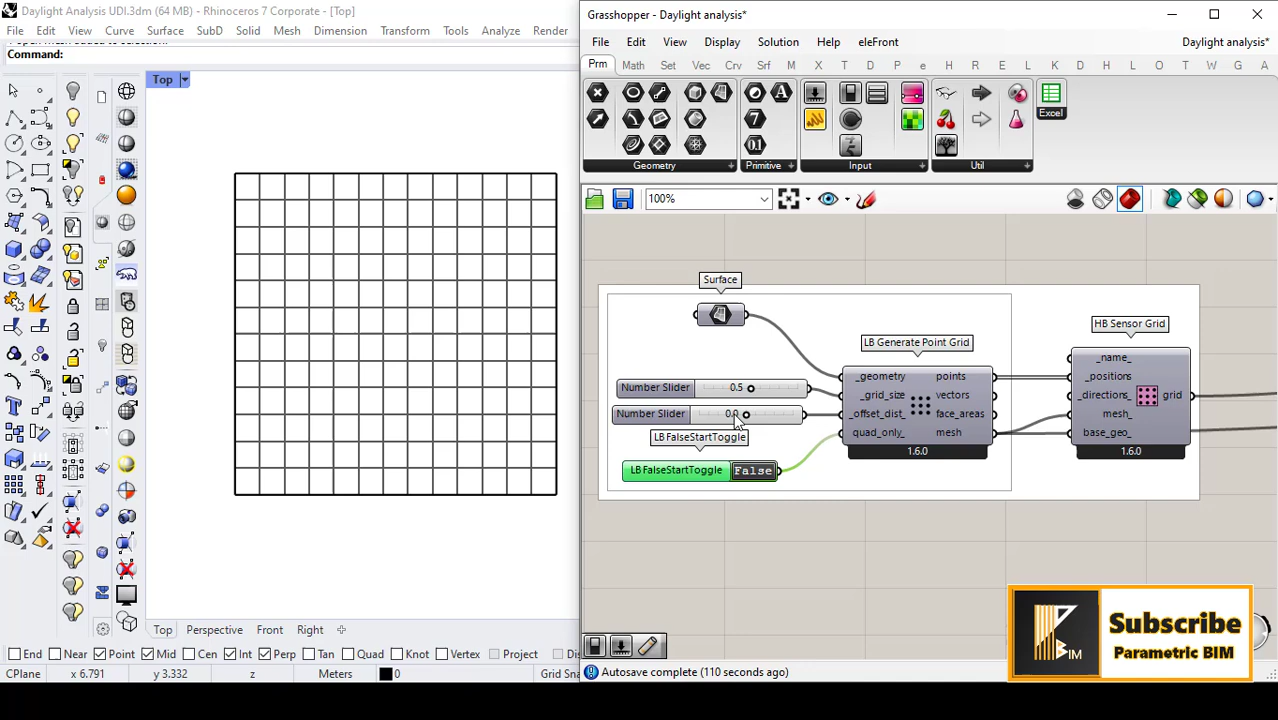 Daylight Analysis UDI.3dm (64 MB) - Rhinoceros 7 Corporate - [Top]
File Edit View Curve Surface SubD Solid Mesh Dimension Transform Tools Analyze Render
Command:
Top
Top Perspective Front Right
End Near Point Mid Cen Int Perp Tan Quad Knot Vertex Project
CPlane x 6.791 y 3.332 z Meters 0 Grid Snap
Grasshopper - Daylight analysis*
File Edit View Display Solution Help eleFront Daylight analysis*
Prm Math Set Vec Crv Srf M X T D P e H R E L K D H L O T W G A
Excel
Geometry Primitive Input Util
100%
Surface
HB Sensor Grid
LB Generate Point Grid
_geometry points
_grid_size vectors
_offset_dist_ face_areas
quad_only_ mesh
1.6.0
_name_
_positions
_directions_ grid
mesh_
base_geo_
1.6.0
Number Slider 0.5
Number Slider
LB FalseStartToggle
LB FalseStartToggle False
Subscribe
Parametric BIM
BIM
Autosave complete (110 seconds ago)